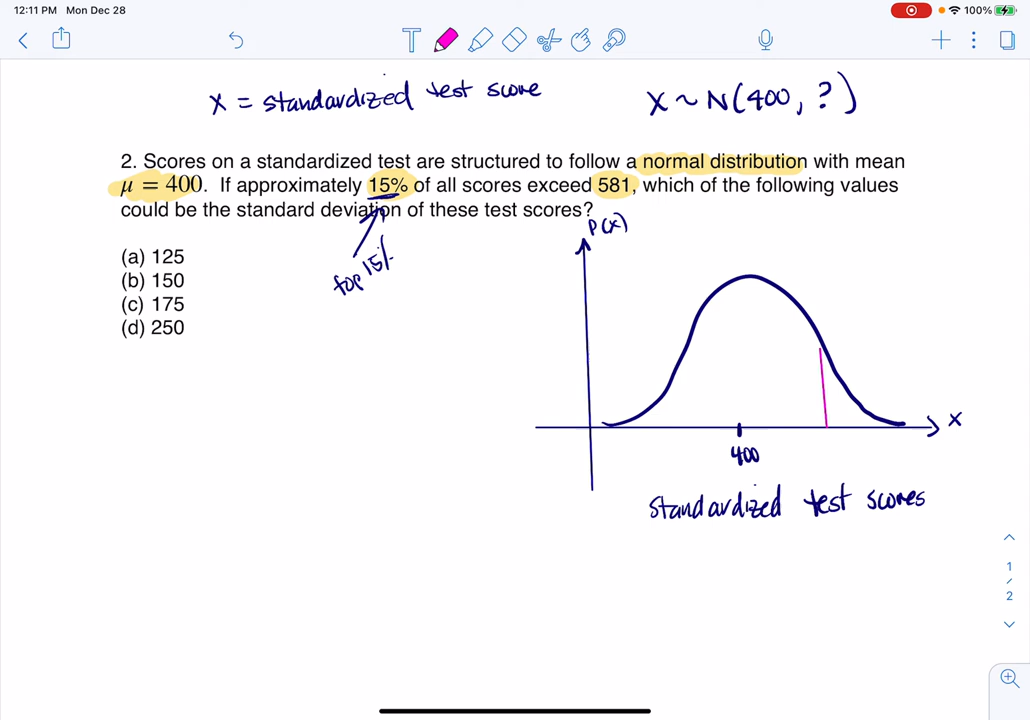 12:11 PM Mon Dec 28
100%
T
X = standardized test score
X ~ N(400, ?)
2. Scores on a standardized test are structured to follow a normal distribution with mean
μ = 400. If approximately 15% of all scores exceed 581, which of the following values
could be the standard deviation of these test scores?
P(x)
top 15%
(a) 125
(b) 150
(c) 175
(d) 250
X
400
standardized test scores
1
/
2